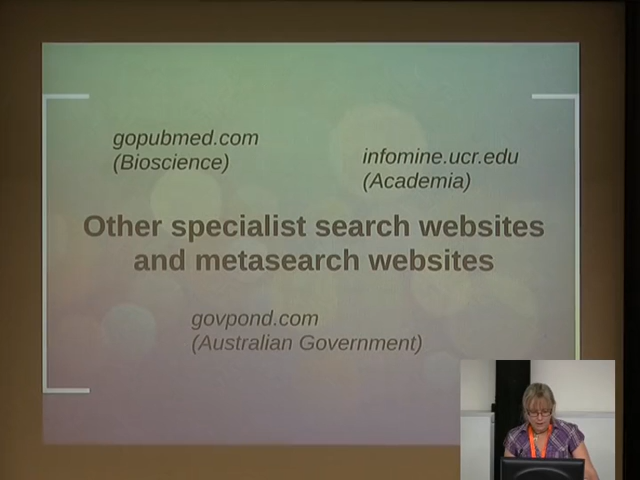 gopubmed.com
(Bioscience)
infomine.ucr.edu
(Academia)
Other specialist search websites
and metasearch websites
govpond.com
(Australian Government)